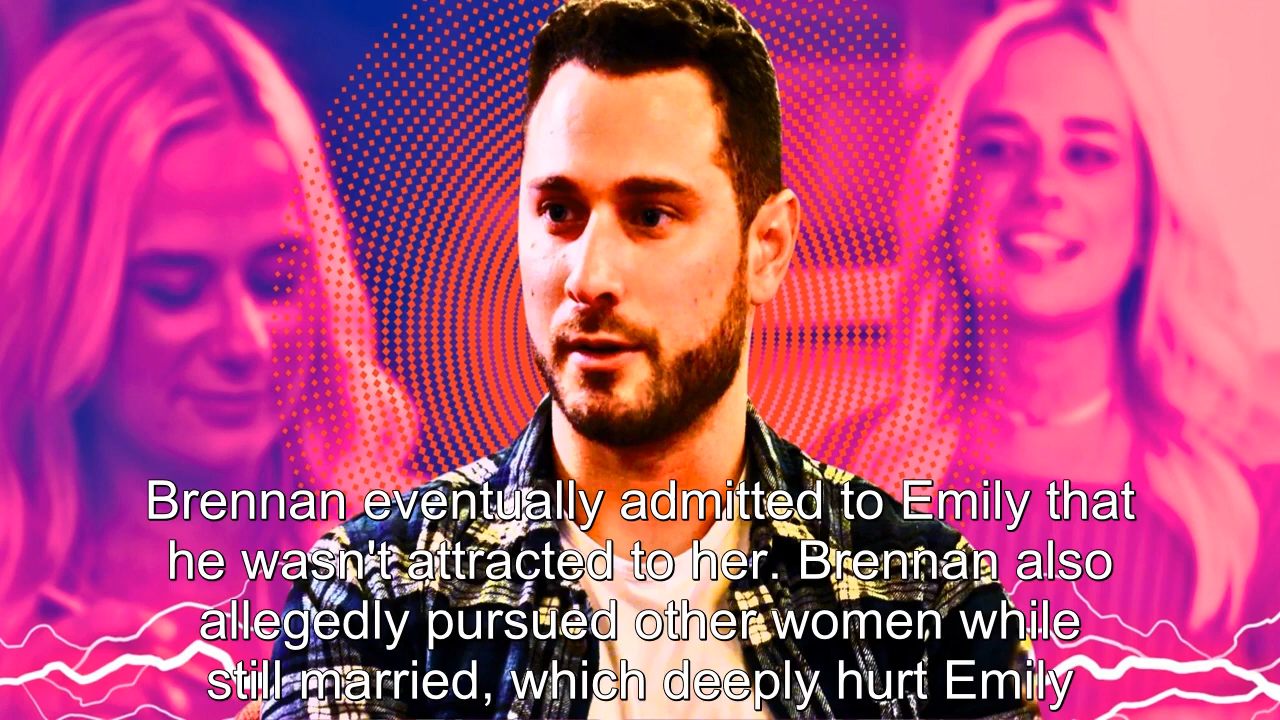 Brennan eventually admitted to Emily that
he wasn't attracted to her. Brennan also
allegedly pursued other women while
still married, which deeply hurt Emily